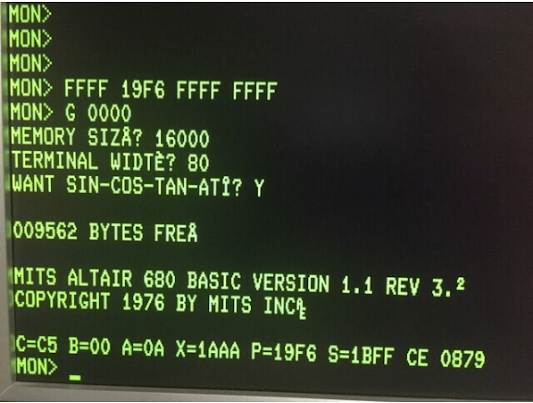 MON>
MON>
MON>
MON> FFFF 19F6 FFFF FFFF
MON> G 0000
MEMORY SIZÅ? 16000
TERMINAL WIDTÈ? 80
WANT SIN-COS-TAN-ATÎ? Y
009562 BYTES FREÅ
MITS ALTAIR 680 BASIC VERSION 1.1 REV 3.²
COPYRIGHT 1976 BY MITS INC
C=C5 B=00 A=0A X=1AAA P=19F6 S=1BFF CE 0879
MON> _